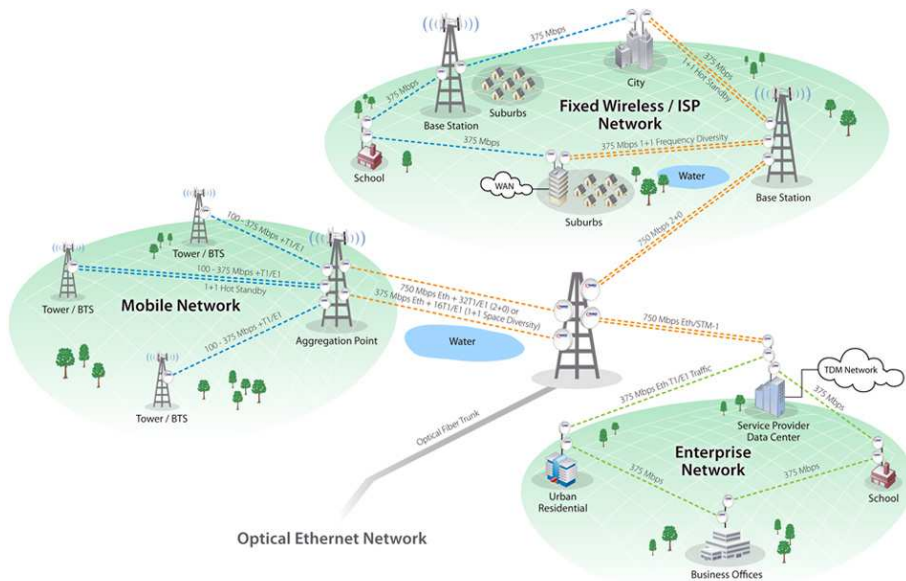 375 Mbps
City
375 Mbps
1+1 Hot Standby
375 Mbps
Base Station
Suburbs
Fixed Wireless / ISP
Network
375 Mbps 1+1 Frequency Diversity
375 Mbps
School
WAN
Water
Suburbs
Base Station
750 Mbps 2+0
100 - 375 Mbps +T1/E1
Tower / BTS
100 - 375 Mbps +T1/E1
1+1 Hot Standby
Tower / BTS
Mobile Network
Aggregation Point
750 Mbps Eth + 32T1/E1 (2+0) or
375 Mbps Eth + 16T1/E1 (1+1 Space Diversity)
100 - 375 Mbps +T1/E1
Water
750 Mbps Eth/STM-1
Tower / BTS
TDM Network
375 Mbps Eth T1/E1 Traffic
375 Mbps
Service Provider
Data Center
Optical Fiber Trunk
Enterprise
Network
375 Mbps
375 Mbps
Urban
Residential
School
Optical Ethernet Network
Business Offices